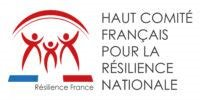 HAUT COMITÉ
FRANÇAIS
POUR LA
RÉSILIENCE
NATIONALE
Résilience France